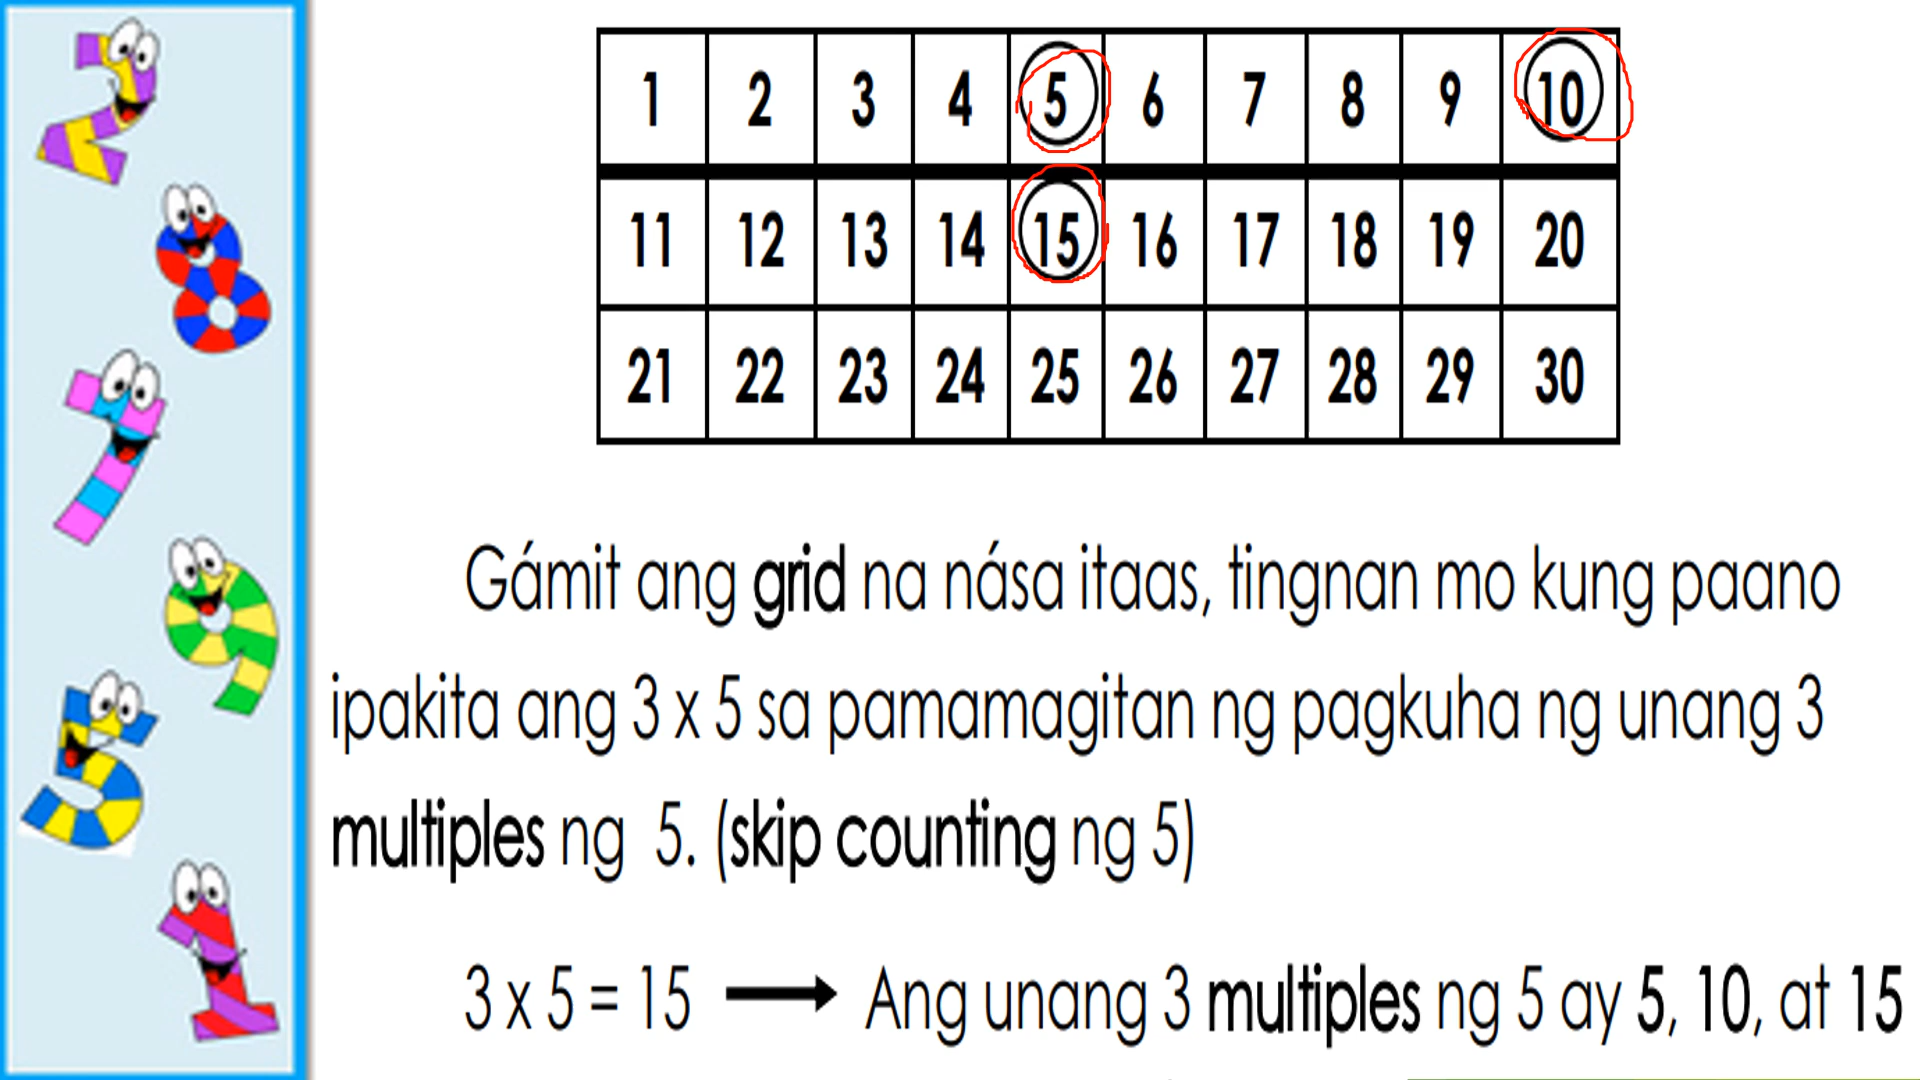 1 2 3 4 5 6 7 8 9 10
11 12 13 14 15 16 17 18 19 20
21 22 23 24 25 26 27 28 29 30
Gámit ang grid na nása itaas, tingnan mo kung paano
ipakita ang 3 x 5 sa pamamagitan ng pagkuha ng unang 3
multiples ng 5. (skip counting ng 5)
3 x 5 = 15 → Ang unang 3 multiples ng 5 ay 5, 10, at 15